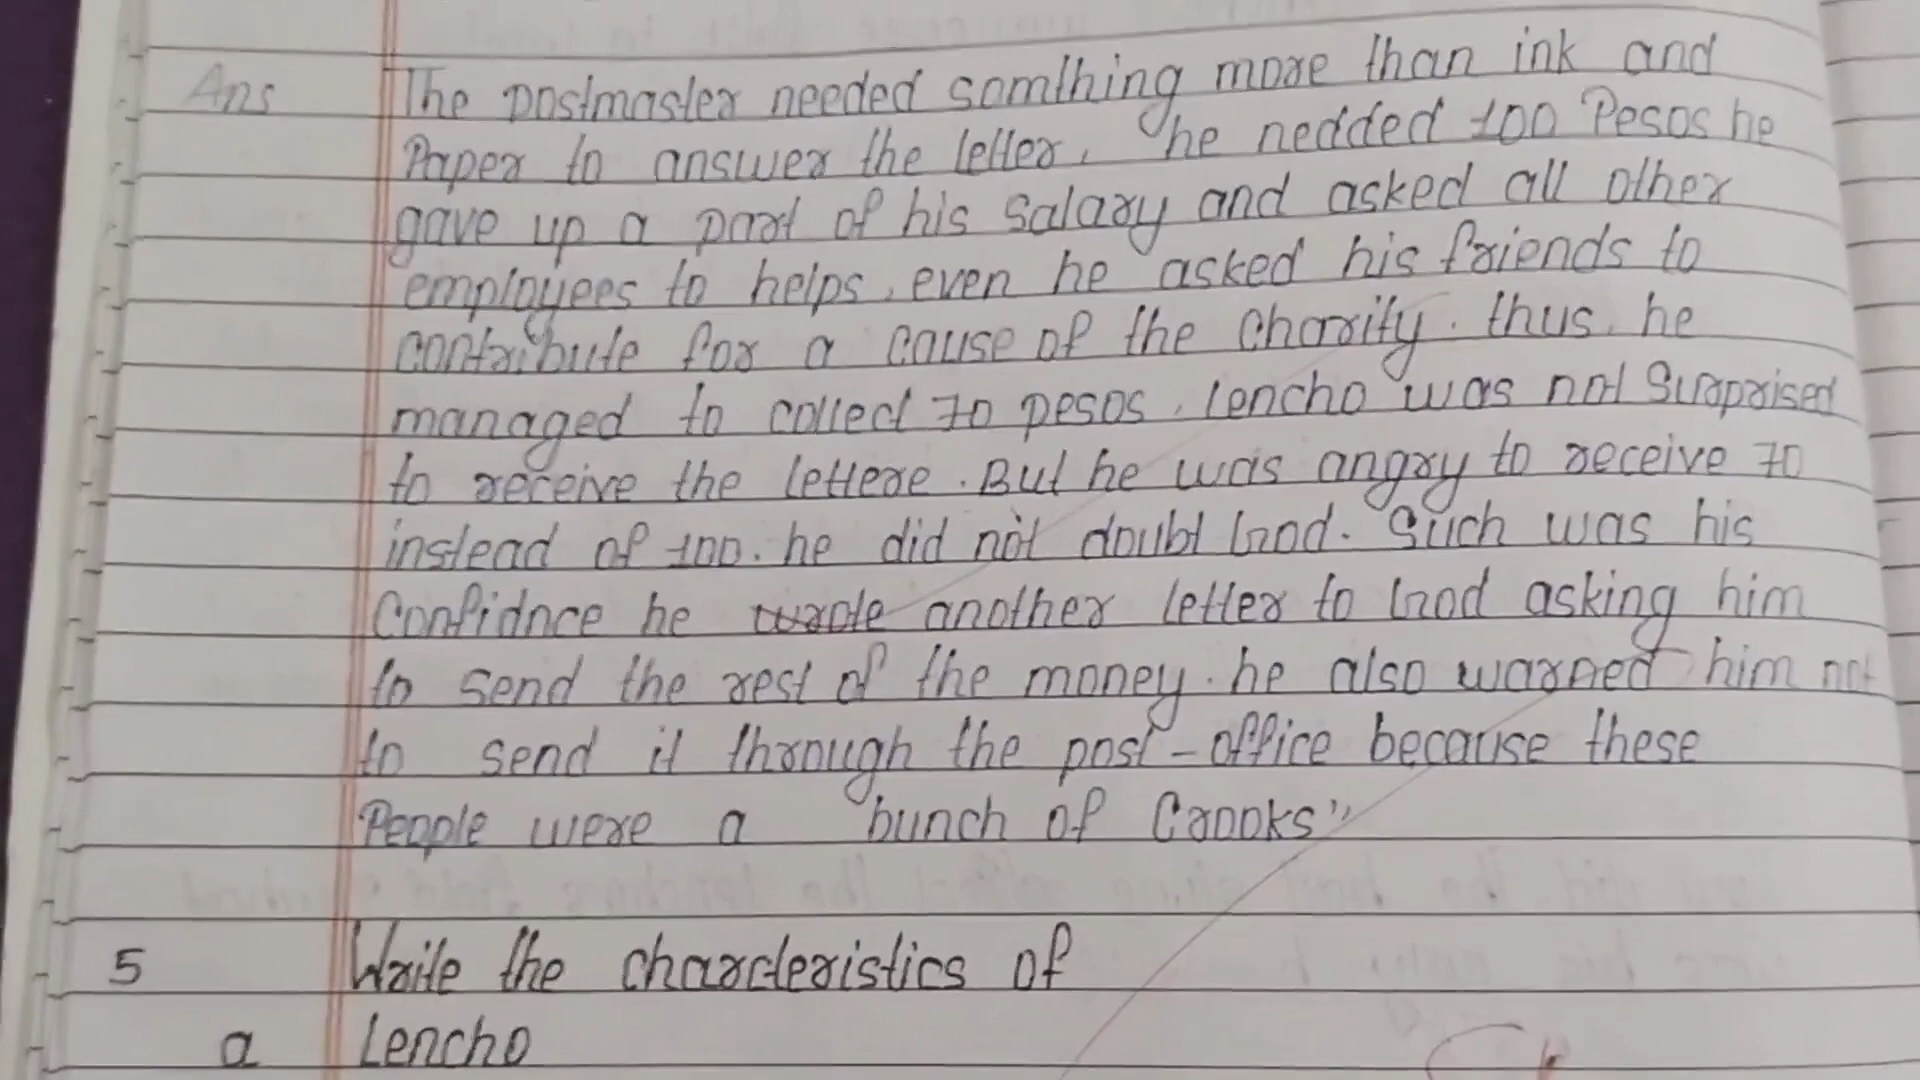 Ans The postmaster needed somthing more than ink and
Paper to answer the letter, he nedded 100 Pesos he
gave up a part of his salary and asked all other
employees to helps, even he asked his friends to
contribute for a cause of the Charity. thus, he
managed to collect 70 pesos, lencho was not Surprised
to receive the lettere. But he was angry to receive 70
instead of 100. he did not doubt God. Such was his
Confidnce he wrote another letter to God asking him
to send the rest of the money. he also warned him not
to send it through the post-office because these
People were a "bunch of Crooks"
5 Write the charcteristics of
a Lencho